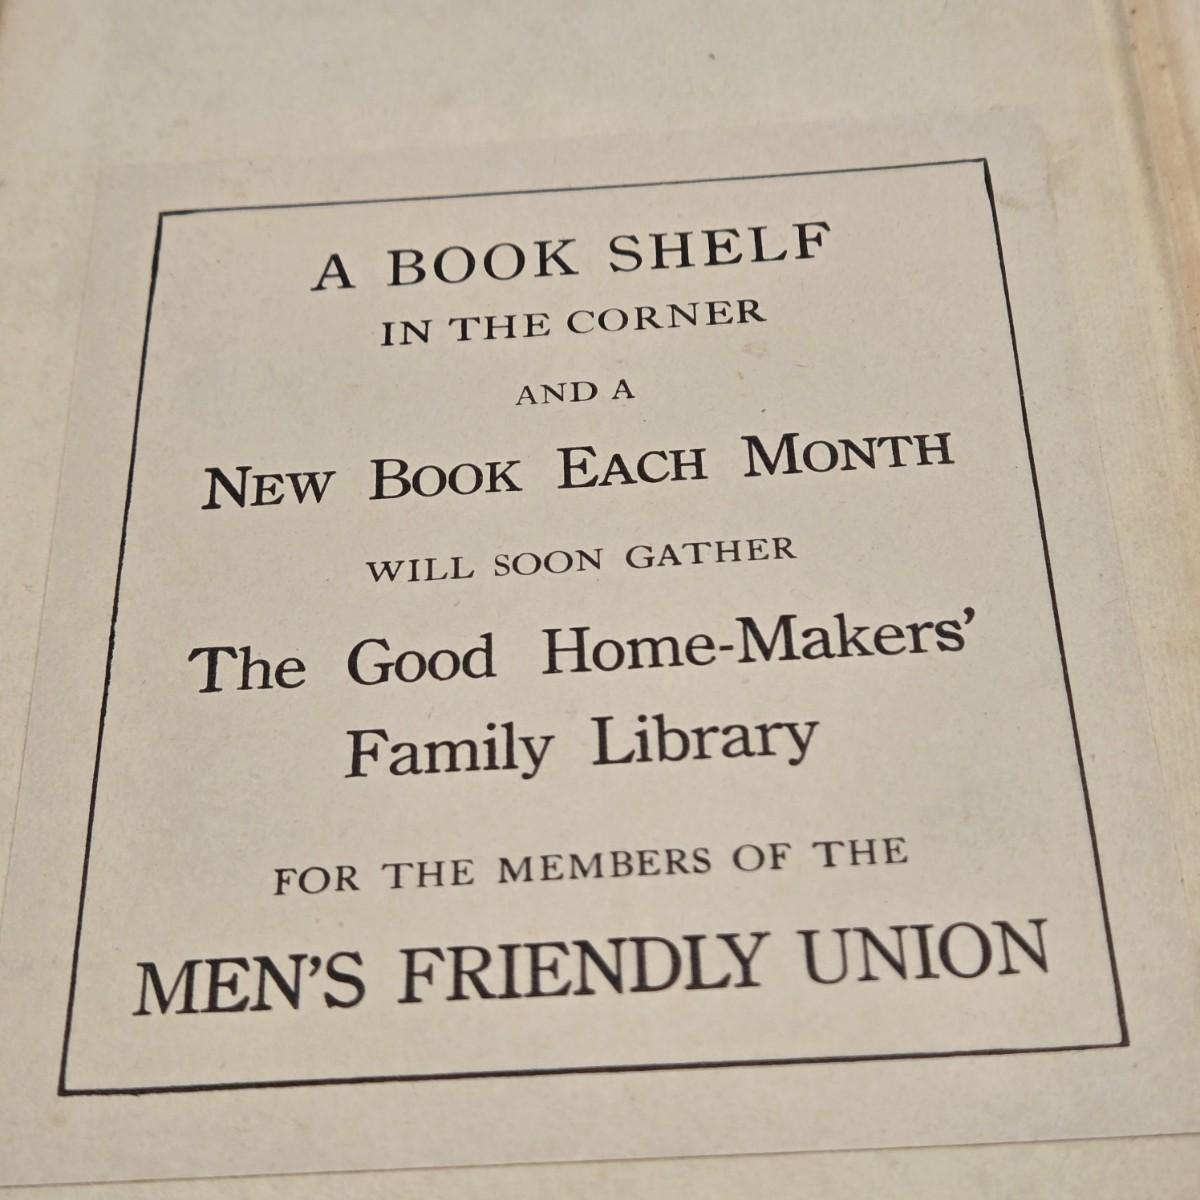 A BOOK SHELF
IN THE CORNER
AND A
NEW BOOK EACH MONTH
WILL SOON GATHER
The Good Home-Makers'
Family Library
FOR THE MEMBERS OF THE
MEN'S FRIENDLY UNION